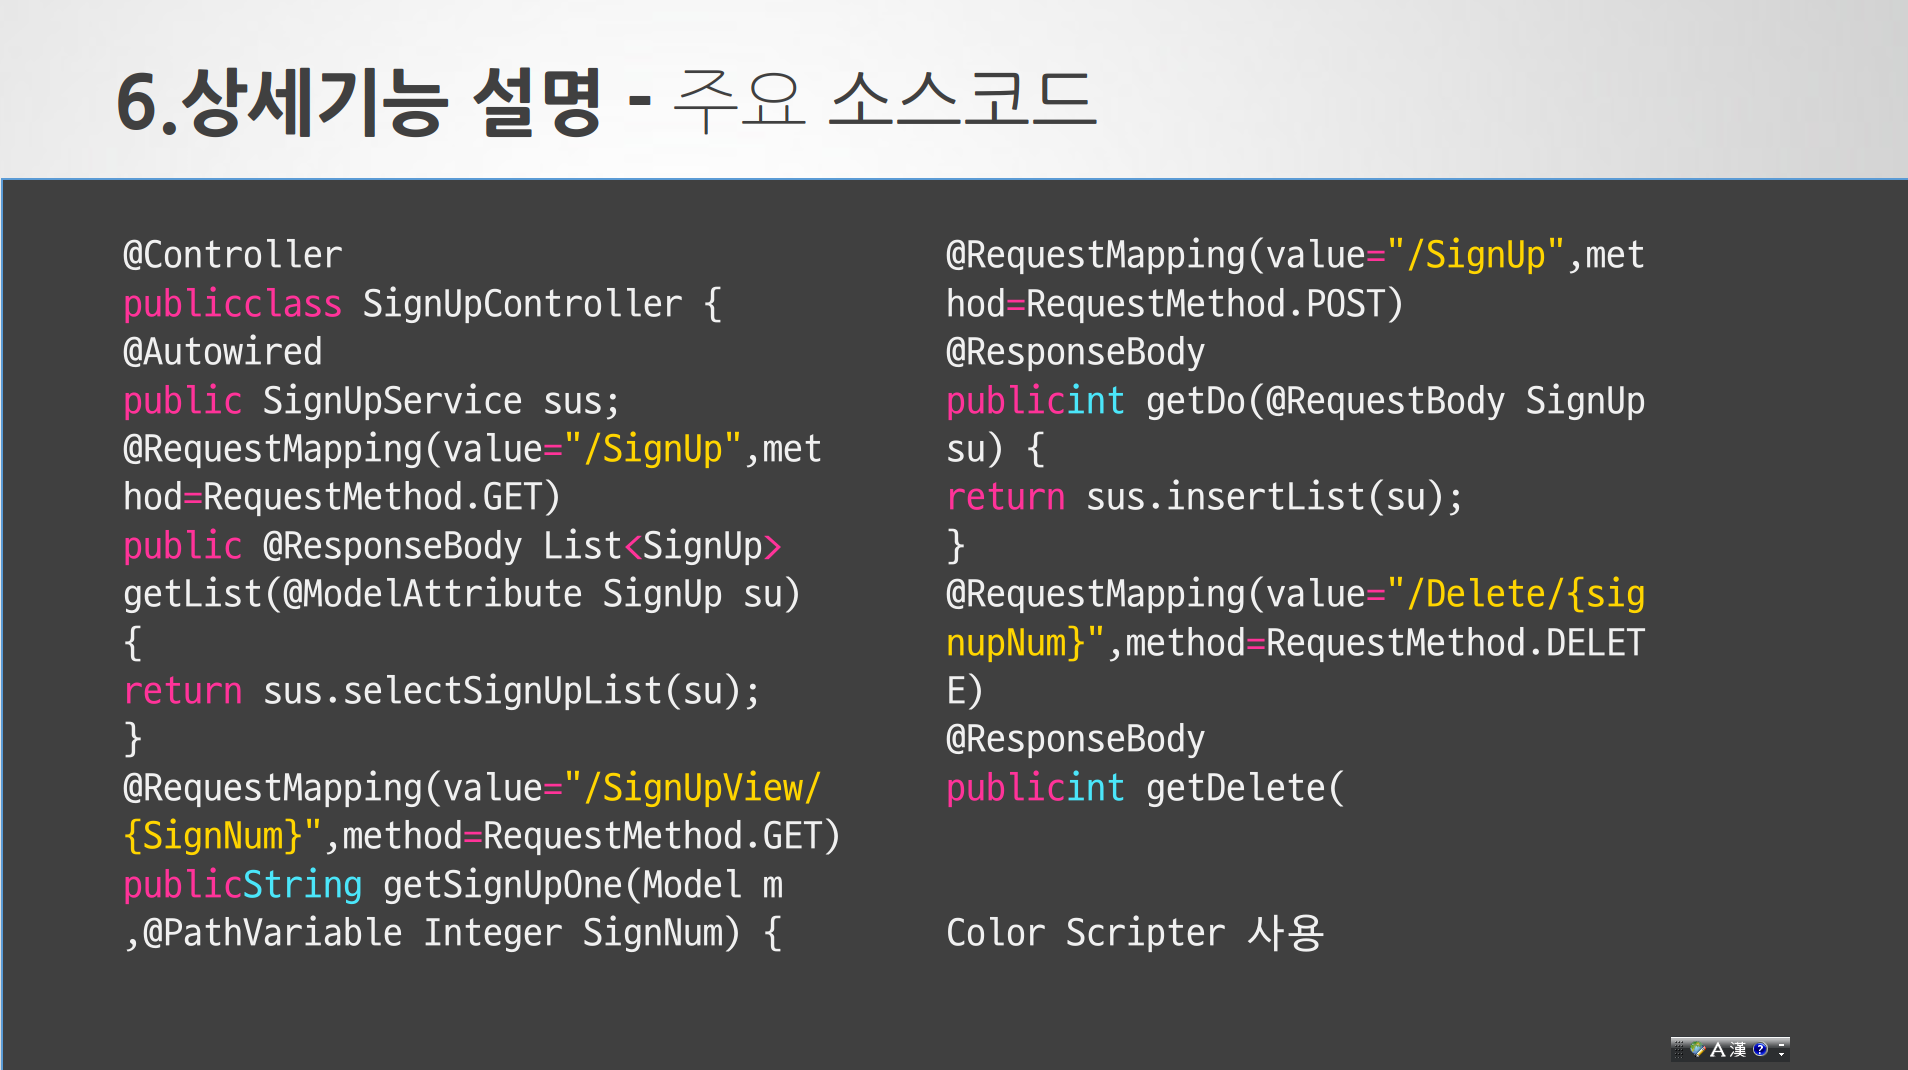 6.상세기능 설명 - 주요 소스코드
@Controller
publicclass SignUpController {
@Autowired
public SignUpService sus;
@RequestMapping(value="/SignUp",met
hod=RequestMethod.GET)
public @ResponseBody List<SignUp>
getList(@ModelAttribute SignUp su)
{
return sus.selectSignUpList(su);
}
@RequestMapping(value="/SignUpView/
{SignNum}",method=RequestMethod.GET)
publicString getSignUpOne(Model m
,@PathVariable Integer SignNum) {
@RequestMapping(value="/SignUp",met
hod=RequestMethod.POST)
@ResponseBody
publicint getDo(@RequestBody SignUp
su) {
return sus.insertList(su);
}
@RequestMapping(value="/Delete/{sig
nupNum}",method=RequestMethod.DELET
E)
@ResponseBody
publicint getDelete(
Color Scripter 사용
A 漢 ?